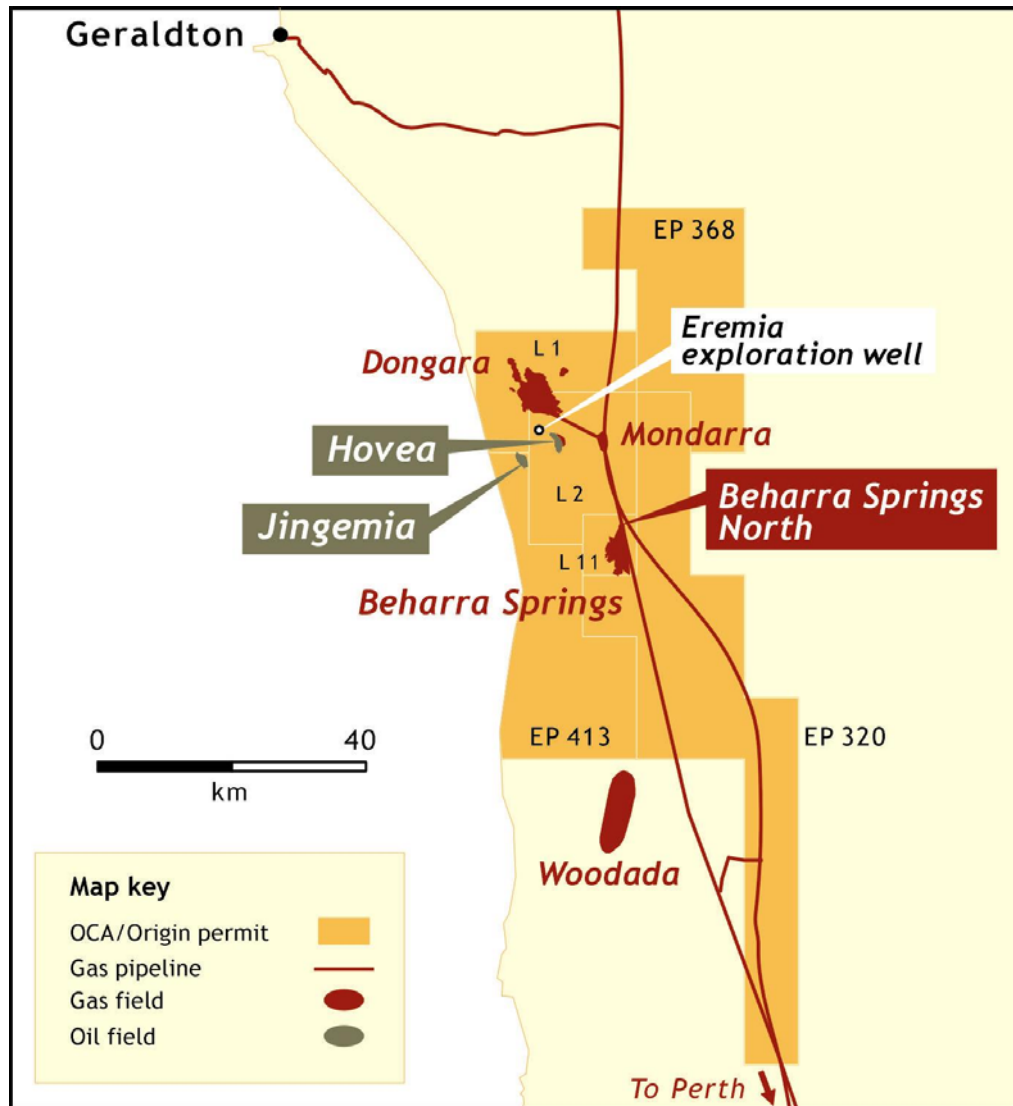 Geraldton
EP 368
Eremia
exploration well
L 1
Dongara
Hovea
Mondarra
Jingemia
L 2
Beharra Springs
North
L 11
Beharra Springs
0 40
km
EP 413
EP 320
Woodada
Map key
OCA/Origin permit
Gas pipeline
Gas field
Oil field
To Perth